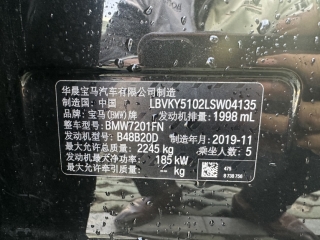 华晨宝马汽车有限公司制造
制造国：中国 LBVKY5102LSW04135
品牌：宝马(BMW)牌 发动机排量：1998 mL
整车型号：BMW7201FN
发动机型号：B48B20D 制造年月：2019-11
最大允许总质量：2245 kg 乘坐人数：5
发动机最大净功率：185 kW
最大允许牵引质量：-- kg
475
8 738 756